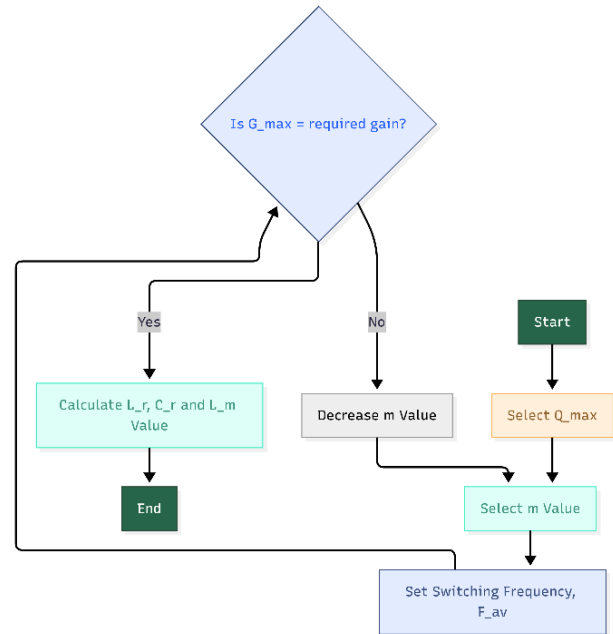 Is G_max = required gain?
Yes
No
Start
Calculate L_r, C_r and L_m
Value
Decrease m Value
Select Q_max
End
Select m Value
Set Switching Frequency,
F_av